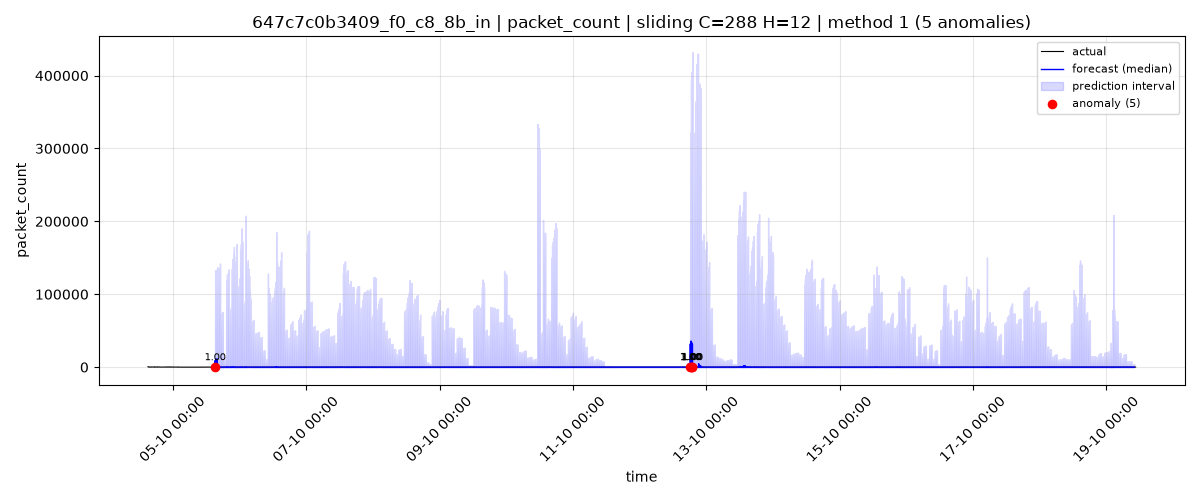 647c7c0b3409_f0_c8_8b_in | packet_count | sliding C=288 H=12 | method 1 (5 anomalies)
actual
forecast (median)
prediction interval
anomaly (5)
packet_count
400000
300000
200000
100000
0
1.00
05-10 00:00
07-10 00:00
09-10 00:00
11-10 00:00
13-10 00:00
15-10 00:00
17-10 00:00
19-10 00:00
time